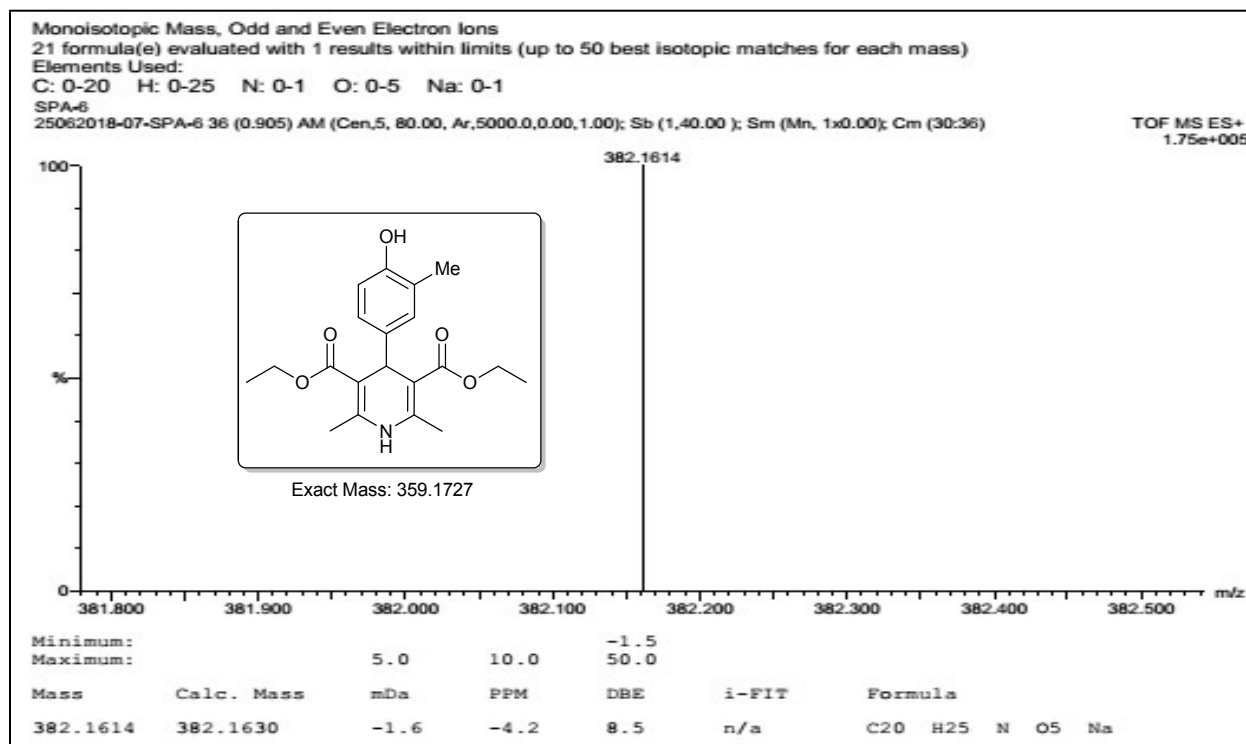 Monoisotopic Mass, Odd and Even Electron Ions
21 formula(e) evaluated with 1 results within limits (up to 50 best isotopic matches for each mass)
Elements Used:
C: 0-20 H: 0-25 N: 0-1 O: 0-5 Na: 0-1
SPA-6
25062018-07-SPA-6 36 (0.905) AM (Cen,5, 80.00, Ar,5000.0,0.00,1.00); Sb (1,40.00 ); Sm (Mn, 1x0.00); Cm (30:36)
TOF MS ES+
1.75e+005
382.1614
100
%
0
OH
Me
O
O
O
O
N
H
Exact Mass: 359.1727
381.800 381.900 382.000 382.100 382.200 382.300 382.400 382.500 m/z
Minimum: -1.5
Maximum: 5.0 10.0 50.0
Mass Calc. Mass mDa PPM DBE i-FIT Formula
382.1614 382.1630 -1.6 -4.2 8.5 n/a C20 H25 N O5 Na